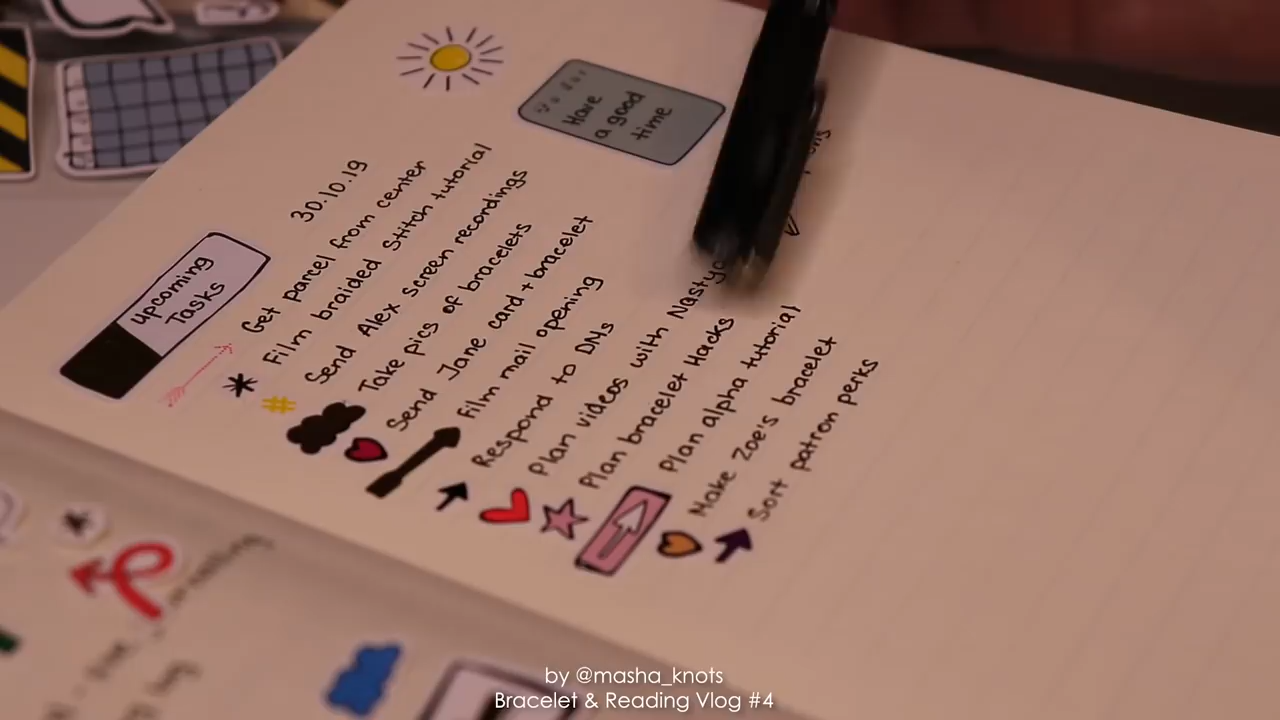 Have
a good
time
30.10.19
Upcoming
Tasks
Get parcel from center
Film braided Stitch tutorial
Send Alex screen recordings
Take pics of bracelets
Send Jane card + bracelet
Film mail opening
Respond to DMs
Plan videos with Nastya
Plan bracelet Hacks
Plan alpha tutorial
Make Zoe's bracelet
Sort patron perks
by @masha_knots
Bracelet & Reading Vlog #4